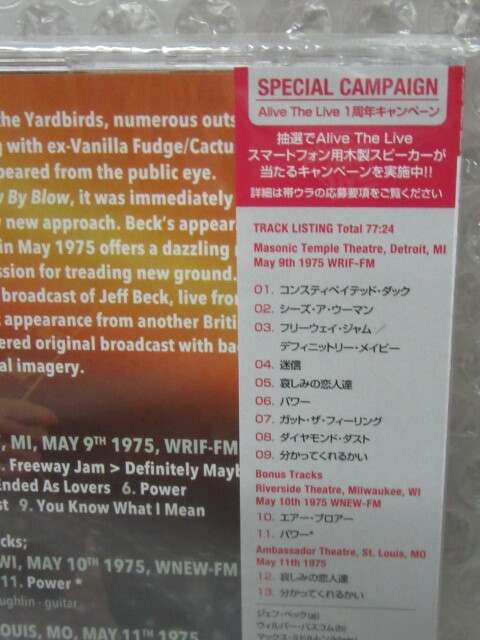 the Yardbirds, numerous outs
g with ex-Vanilla Fudge/Cactu
peared from the public eye.
By Blow, it was immediately
new approach. Beck's appear
in May 1975 offers a dazzling
ssion for treading new ground.
broadcast of Jeff Beck, live fro
appearance from another Briti
ered original broadcast with ba
al imagery.
, MI, MAY 9TH 1975, WRIF-FM
. Freeway Jam > Definitely Mayb
Ended As Lovers 6. Power
st 9. You Know What I Mean
cks;
WI, MAY 10TH 1975, WNEW-FM
11. Power *
ughlin - guitar
OUIS, MO, MAY 11TH 1975
SPECIAL CAMPAIGN
Alive The Live 1周年キャンペーン
抽選でAlive The Live
スマートフォン用木製スピーカーが
当たるキャンペーンを実施中!!
詳細は帯ウラの応募要項をご覧ください
TRACK LISTING Total 77:24
Masonic Temple Theatre, Detroit, MI
May 9th 1975 WRIF-FM
01. コンスティペイテッド・ダック
02. シーズ・ア・ウーマン
03. フリーウェイ・ジャム／
デフィニットリー・メイビー
04. 迷信
05. 哀しみの恋人達
06. パワー
07. ガット・ザ・フィーリング
08. ダイヤモンド・ダスト
09. 分かってくれるかい
Bonus Tracks
Riverside Theatre, Milwaukee, WI
May 10th 1975 WNEW-FM
10. エアー・ブロアー
11. パワー*
Ambassador Theatre, St. Louis, MO
May 11th 1975
12. 哀しみの恋人達
13. 分かってくれるかい
ジェフ・ベック(g)
ウィルバー・バスコム(b)